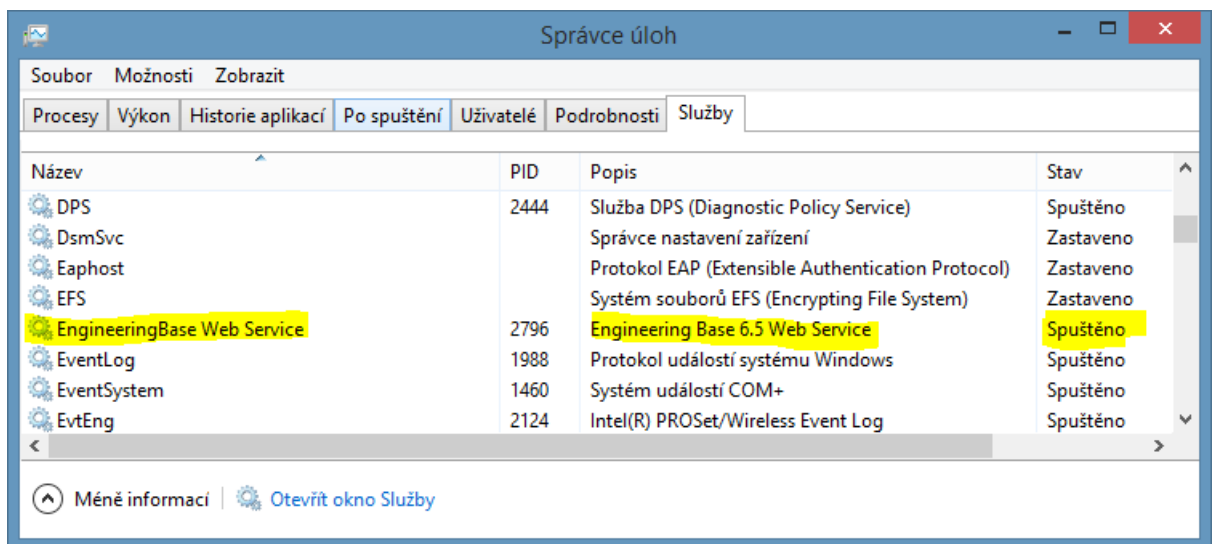 Správce úloh
Soubor Možnosti Zobrazit
Procesy Výkon Historie aplikací Po spuštění Uživatelé Podrobnosti Služby
Název PID Popis Stav
DPS 2444 Služba DPS (Diagnostic Policy Service) Spuštěno
DsmSvc Správce nastavení zařízení Zastaveno
Eaphost Protokol EAP (Extensible Authentication Protocol) Zastaveno
EFS Systém souborů EFS (Encrypting File System) Zastaveno
EngineeringBase Web Service 2796 Engineering Base 6.5 Web Service Spuštěno
EventLog 1988 Protokol událostí systému Windows Spuštěno
EventSystem 1460 Systém událostí COM+ Spuštěno
EvtEng 2124 Intel(R) PROSet/Wireless Event Log Spuštěno
Méně informací Otevřít okno Služby